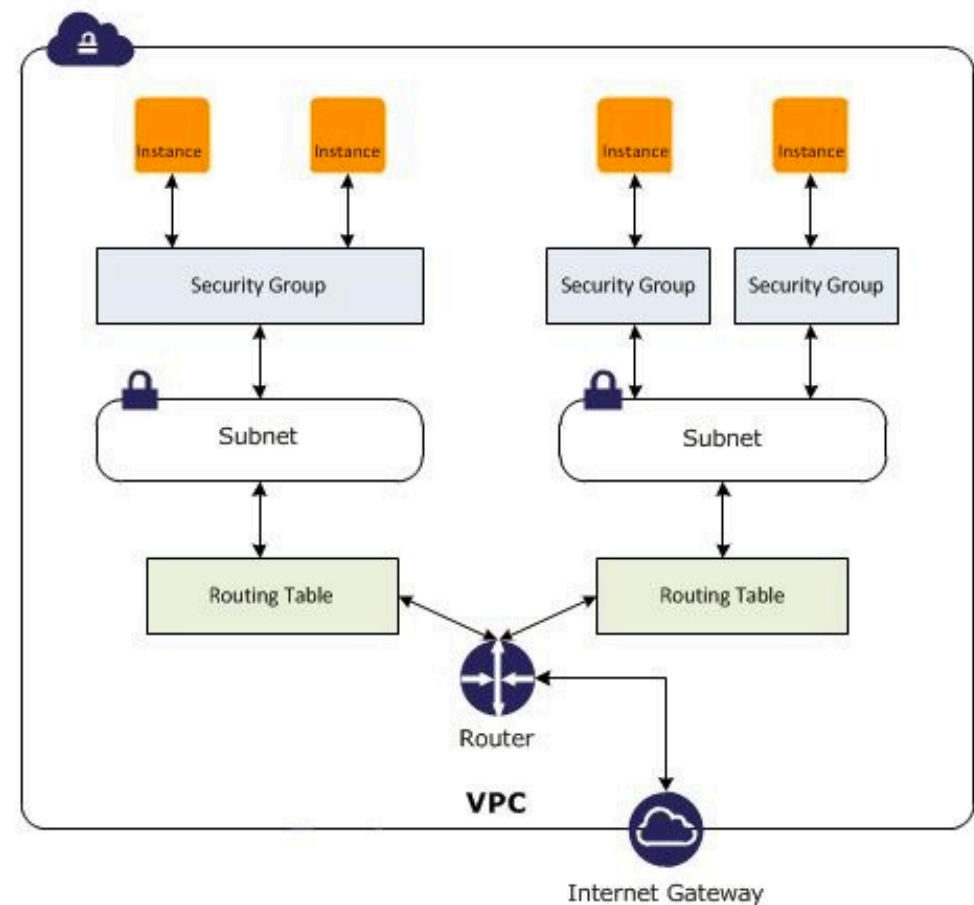 Instance
Instance
Instance
Instance
Security Group
Security Group
Security Group
Subnet
Subnet
Routing Table
Routing Table
Router
VPC
Internet Gateway